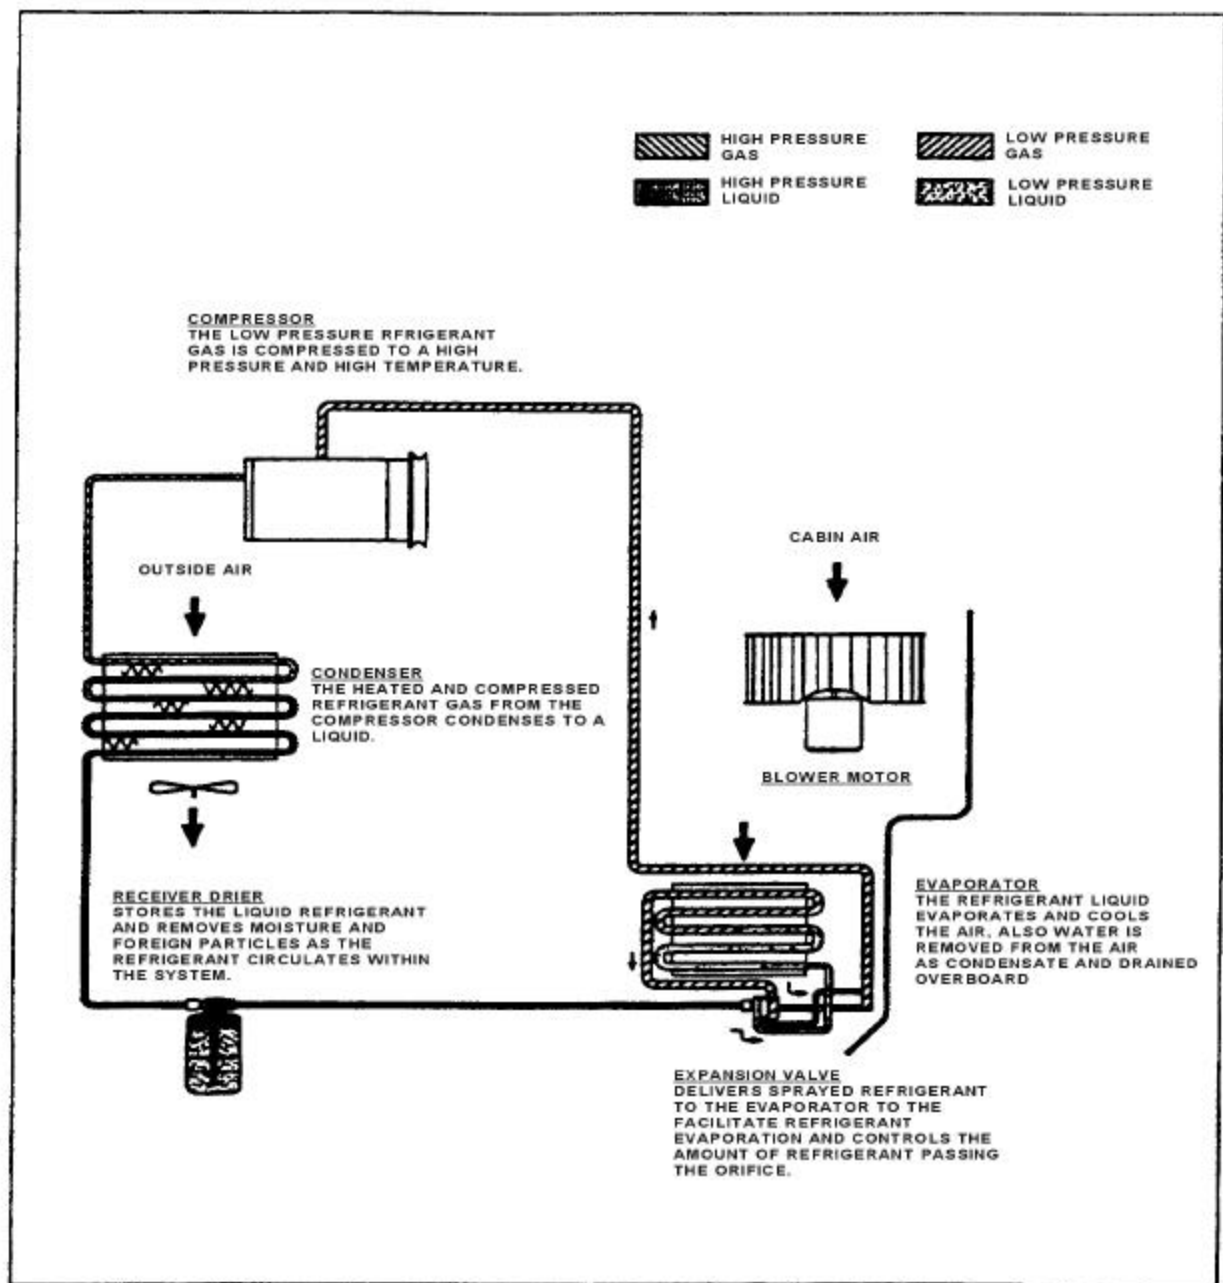 HIGH PRESSURE
GAS
LOW PRESSURE
GAS
HIGH PRESSURE
LIQUID
LOW PRESSURE
LIQUID
COMPRESSOR
THE LOW PRESSURE RFRIGERANT
GAS IS COMPRESSED TO A HIGH
PRESSURE AND HIGH TEMPERATURE.
CABIN AIR
OUTSIDE AIR
CONDENSER
THE HEATED AND COMPRESSED
REFRIGERANT GAS FROM THE
COMPRESSOR CONDENSES TO A
LIQUID.
BLOWER MOTOR
RECEIVER DRIER
STORES THE LIQUID REFRIGERANT
AND REMOVES MOISTURE AND
FOREIGN PARTICLES AS THE
REFRIGERANT CIRCULATES WITHIN
THE SYSTEM.
EVAPORATOR
THE REFRIGERANT LIQUID
EVAPORATES AND COOLS
THE AIR, ALSO WATER IS
REMOVED FROM THE AIR
AS CONDENSATE AND DRAINED
OVERBOARD
EXPANSION VALVE
DELIVERS SPRAYED REFRIGERANT
TO THE EVAPORATOR TO THE
FACILITATE REFRIGERANT
EVAPORATION AND CONTROLS THE
AMOUNT OF REFRIGERANT PASSING
THE ORIFICE.